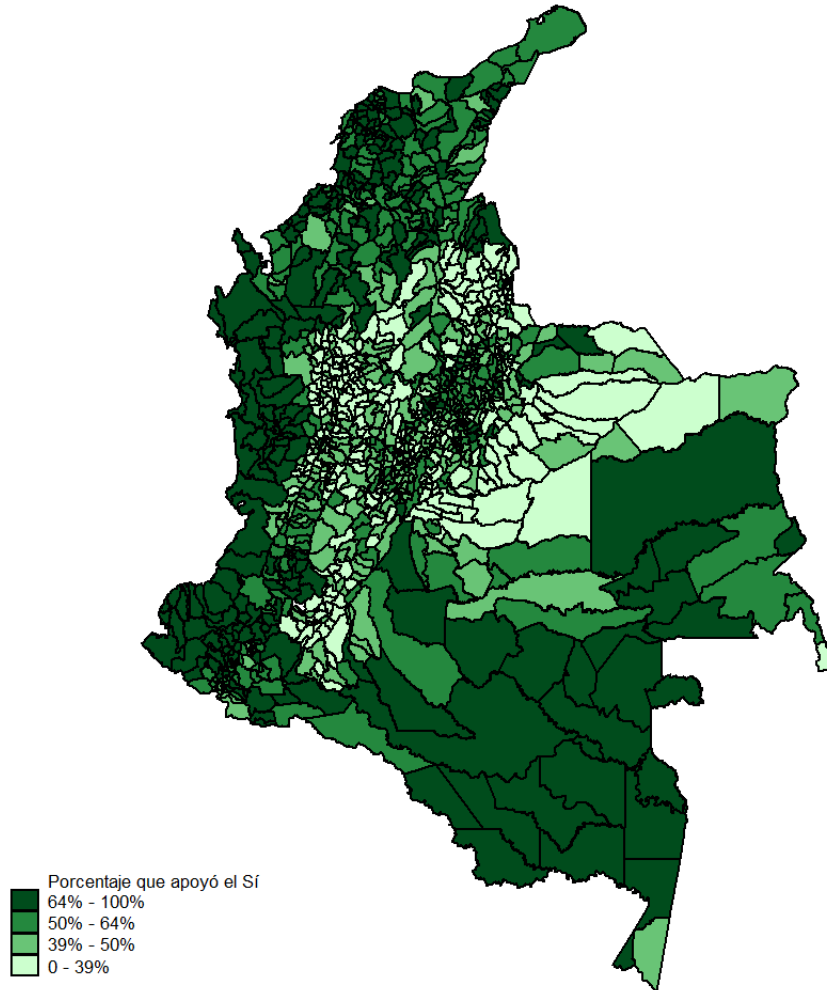 Porcentaje que apoyó el Sí
64% - 100%
50% - 64%
39% - 50%
0 - 39%